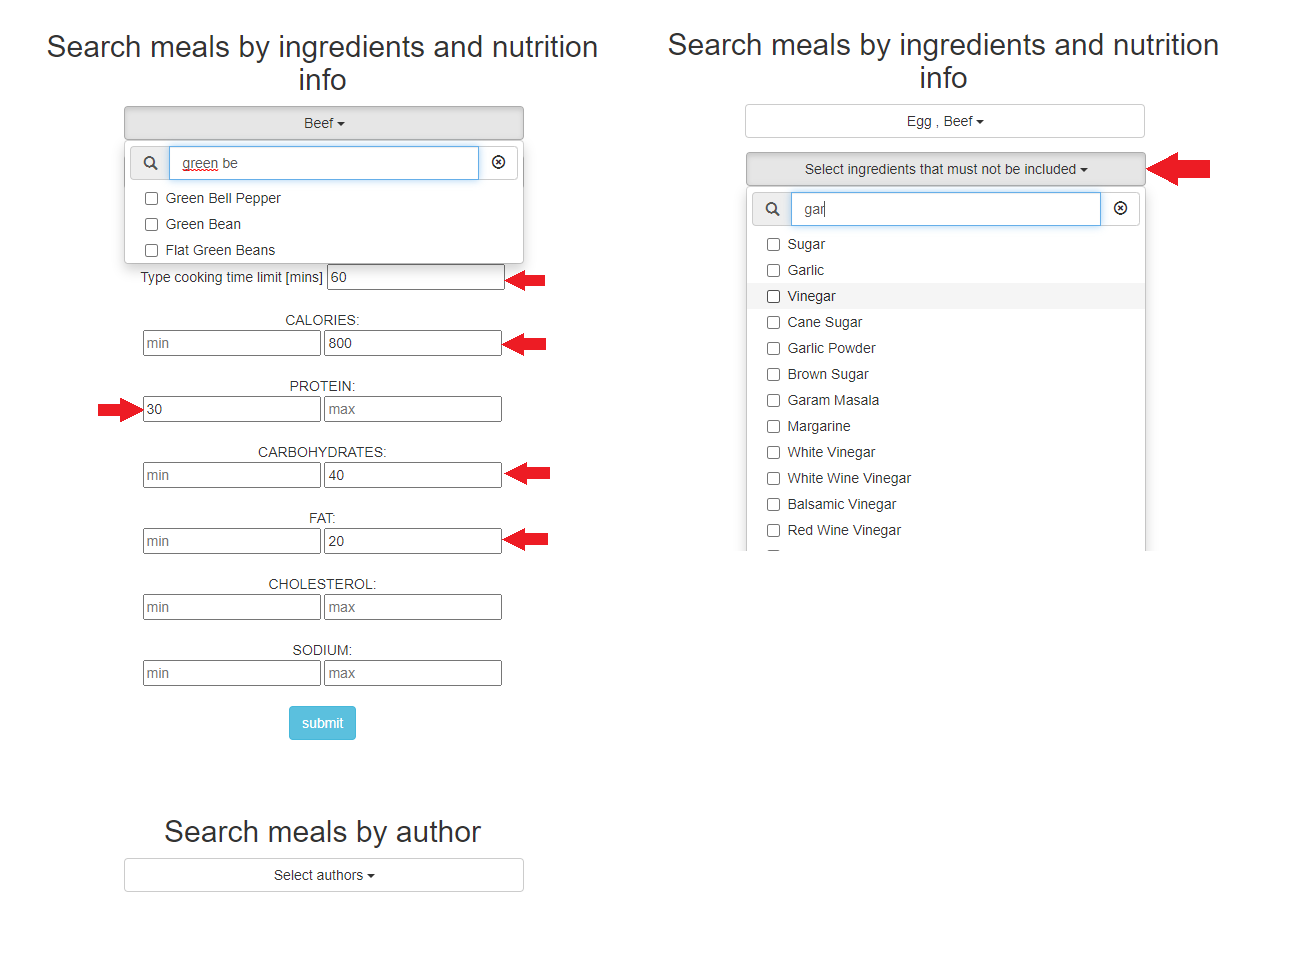 Search meals by ingredients and nutrition
info
Beef
green be
Green Bell Pepper
Green Bean
Flat Green Beans
Type cooking time limit [mins] 60
CALORIES:
min 800
PROTEIN:
30 max
CARBOHYDRATES:
min 40
FAT:
min 20
CHOLESTEROL:
min max
SODIUM:
min max
submit
Search meals by author
Select authors
Search meals by ingredients and nutrition
info
Egg , Beef
Select ingredients that must not be included
gar
Sugar
Garlic
Vinegar
Cane Sugar
Garlic Powder
Brown Sugar
Garam Masala
Margarine
White Vinegar
White Wine Vinegar
Balsamic Vinegar
Red Wine Vinegar